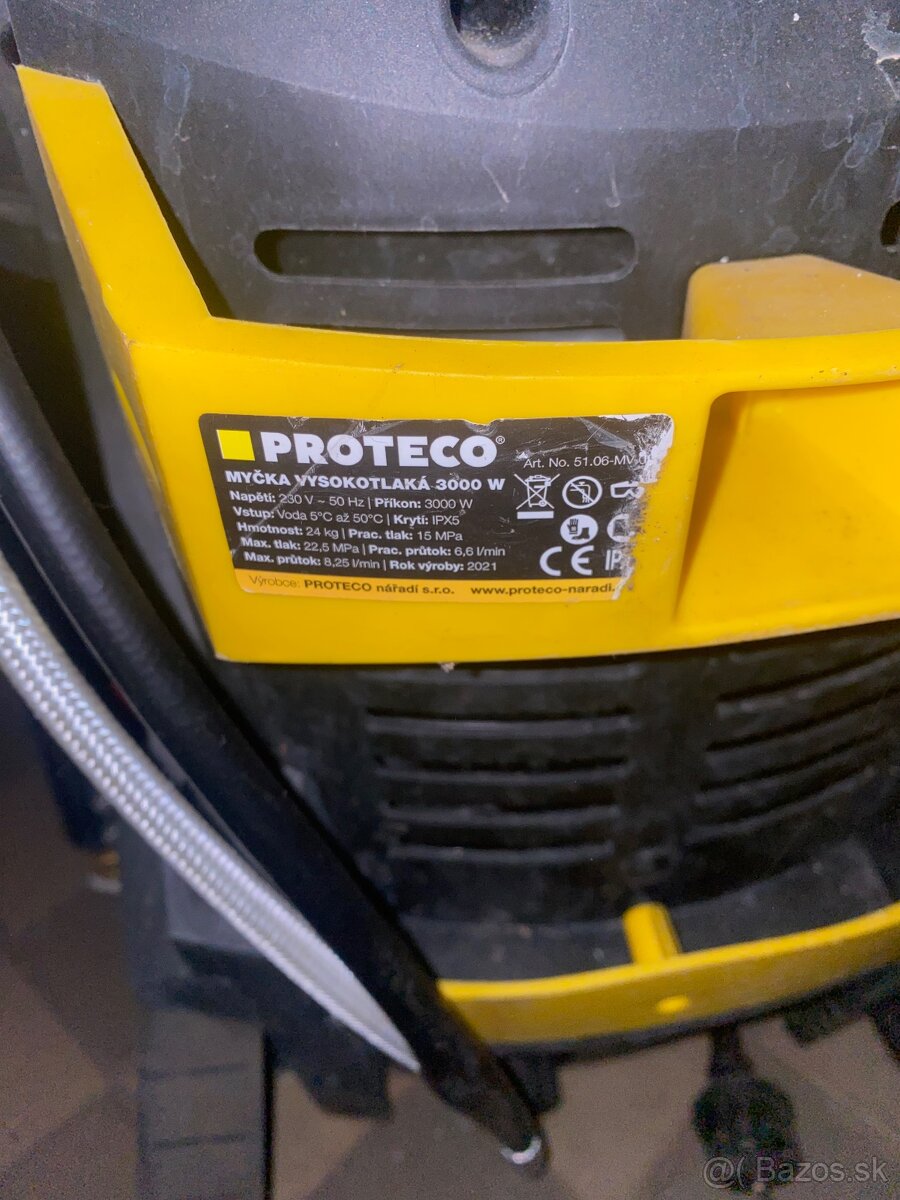 PROTECO®
Art. No. 51.06-MV
MYČKA VYSOKOTLAKÁ 3000 W
Napětí: 230 V ~ 50 Hz | Příkon: 3000 W
Vstup: Voda 5°C až 50°C | Krytí: IPX5
Hmotnost: 24 kg | Prac. tlak: 15 MPa
Max. tlak: 22,5 MPa | Prac. průtok: 6,6 l/min
Max. průtok: 8,25 l/min | Rok výroby: 2021
CE IP
Výrobce: PROTECO nářadí s.r.o. www.proteco-naradi.
@( Bazos.sk